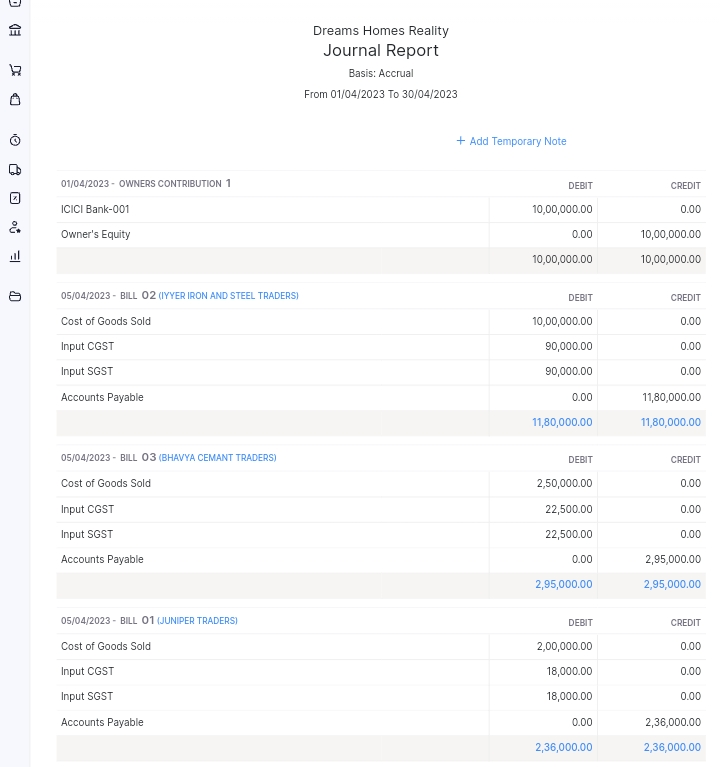 Dreams Homes Reality
Journal Report
Basis: Accrual
From 01/04/2023 To 30/04/2023
+ Add Temporary Note
01/04/2023 - OWNERS CONTRIBUTION 1 DEBIT CREDIT
ICICI Bank-001 10,00,000.00 0.00
Owner's Equity 0.00 10,00,000.00
10,00,000.00 10,00,000.00
05/04/2023 - BILL 02 (IYYER IRON AND STEEL TRADERS) DEBIT CREDIT
Cost of Goods Sold 10,00,000.00 0.00
Input CGST 90,000.00 0.00
Input SGST 90,000.00 0.00
Accounts Payable 0.00 11,80,000.00
11,80,000.00 11,80,000.00
05/04/2023 - BILL 03 (BHAVYA CEMANT TRADERS) DEBIT CREDIT
Cost of Goods Sold 2,50,000.00 0.00
Input CGST 22,500.00 0.00
Input SGST 22,500.00 0.00
Accounts Payable 0.00 2,95,000.00
2,95,000.00 2,95,000.00
05/04/2023 - BILL 01 (JUNIPER TRADERS) DEBIT CREDIT
Cost of Goods Sold 2,00,000.00 0.00
Input CGST 18,000.00 0.00
Input SGST 18,000.00 0.00
Accounts Payable 0.00 2,36,000.00
2,36,000.00 2,36,000.00